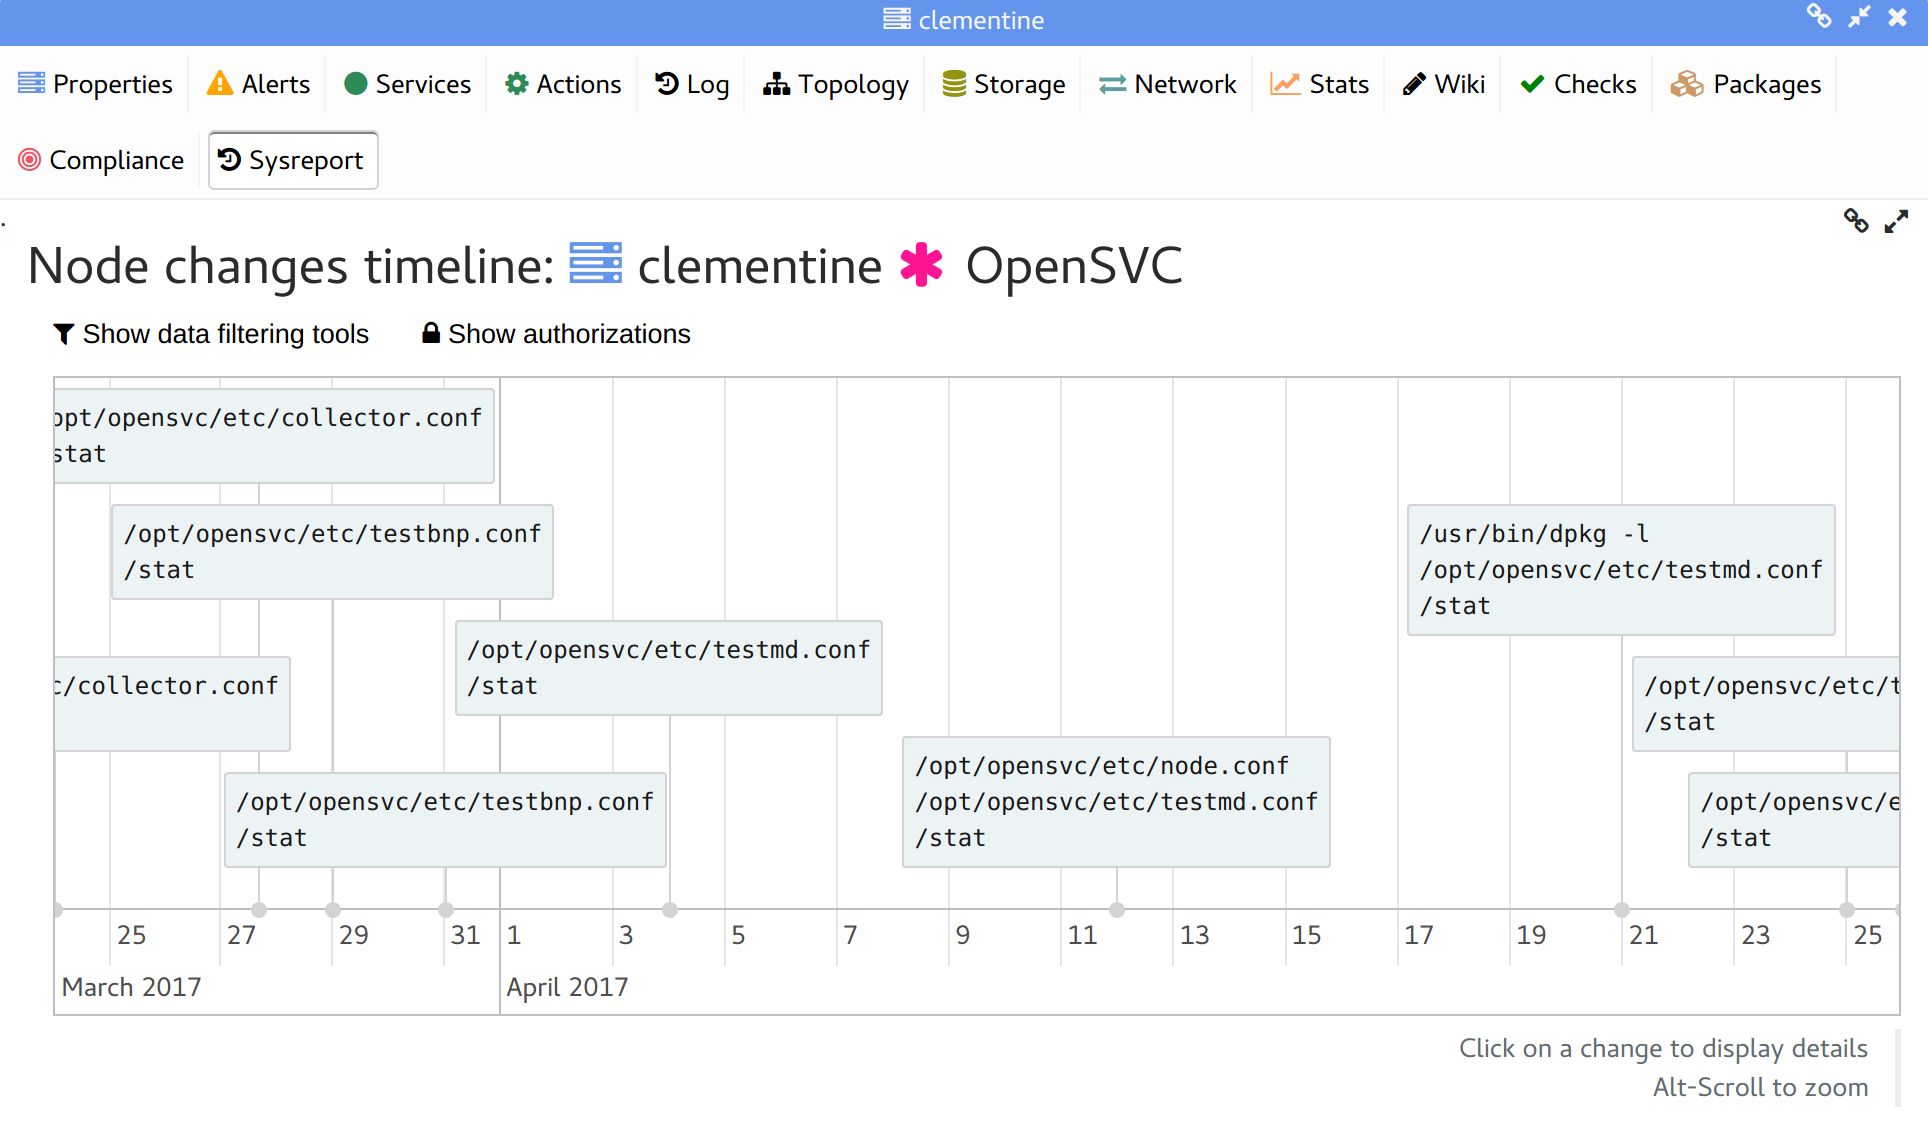 clementine
Properties Alerts Services Actions Log Topology Storage Network Stats Wiki Checks Packages
Compliance Sysreport
Node changes timeline: clementine OpenSVC
Show data filtering tools Show authorizations
opt/opensvc/etc/collector.conf
stat
/opt/opensvc/etc/testbnp.conf
/stat
/usr/bin/dpkg -l
/opt/opensvc/etc/testmd.conf
/stat
/opt/opensvc/etc/testmd.conf
/stat
c/collector.conf
/opt/opensvc/etc/t
/stat
/opt/opensvc/etc/node.conf
/opt/opensvc/etc/testmd.conf
/stat
/opt/opensvc/etc/testbnp.conf
/stat
/opt/opensvc/e
/stat
25 27 29 31 1 3 5 7 9 11 13 15 17 19 21 23 25
March 2017 April 2017
Click on a change to display details
Alt-Scroll to zoom